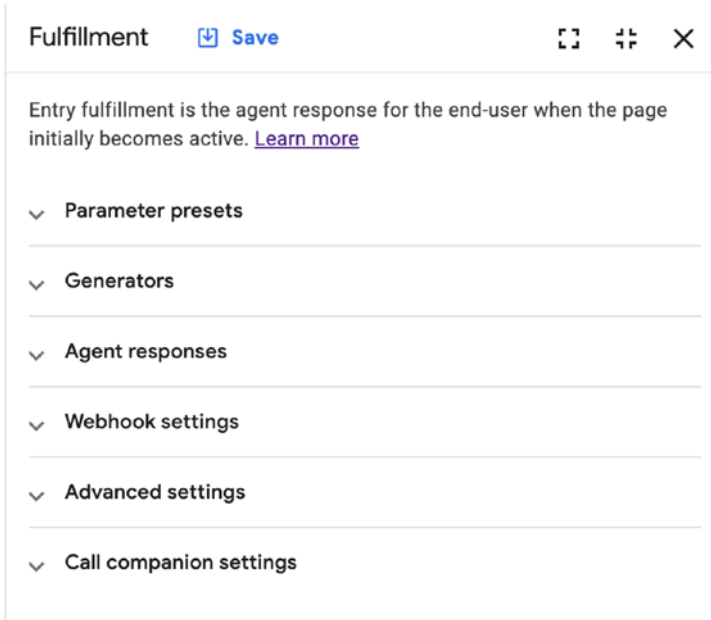 Fulfillment Save
Entry fulfillment is the agent response for the end-user when the page
initially becomes active. Learn more
Parameter presets
Generators
Agent responses
Webhook settings
Advanced settings
Call companion settings